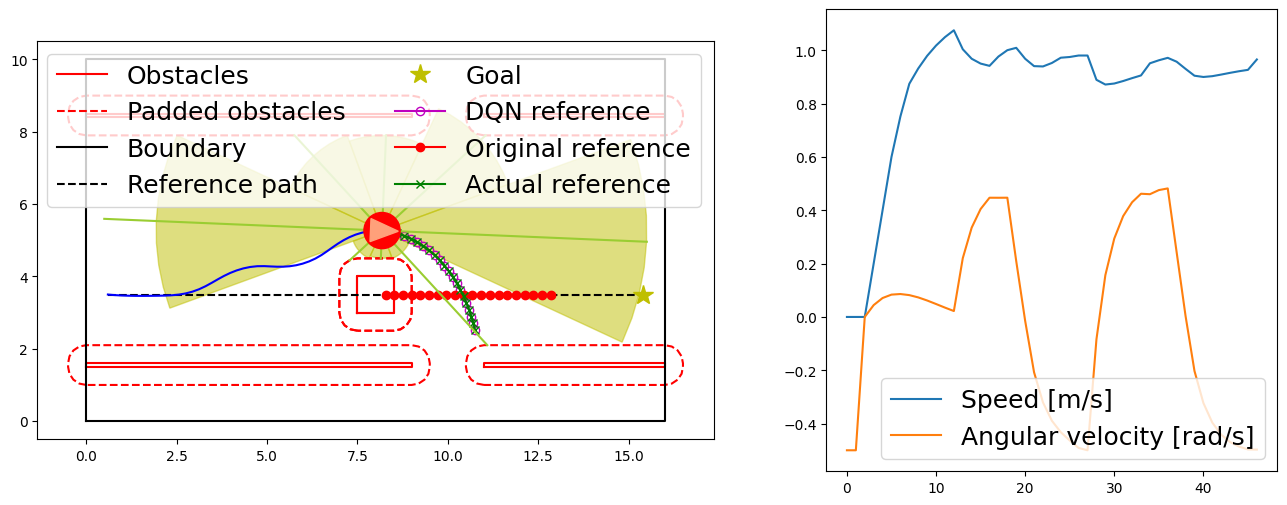 10
8
6
4
2
0
Obstacles
Padded obstacles
Boundary
Reference path
Goal
DQN reference
Original reference
Actual reference
0.0 2.5 5.0 7.5 10.0 12.5 15.0
1.0
0.8
0.6
0.4
0.2
0.0
−0.2
−0.4
Speed [m/s]
Angular velocity [rad/s]
0 10 20 30 40